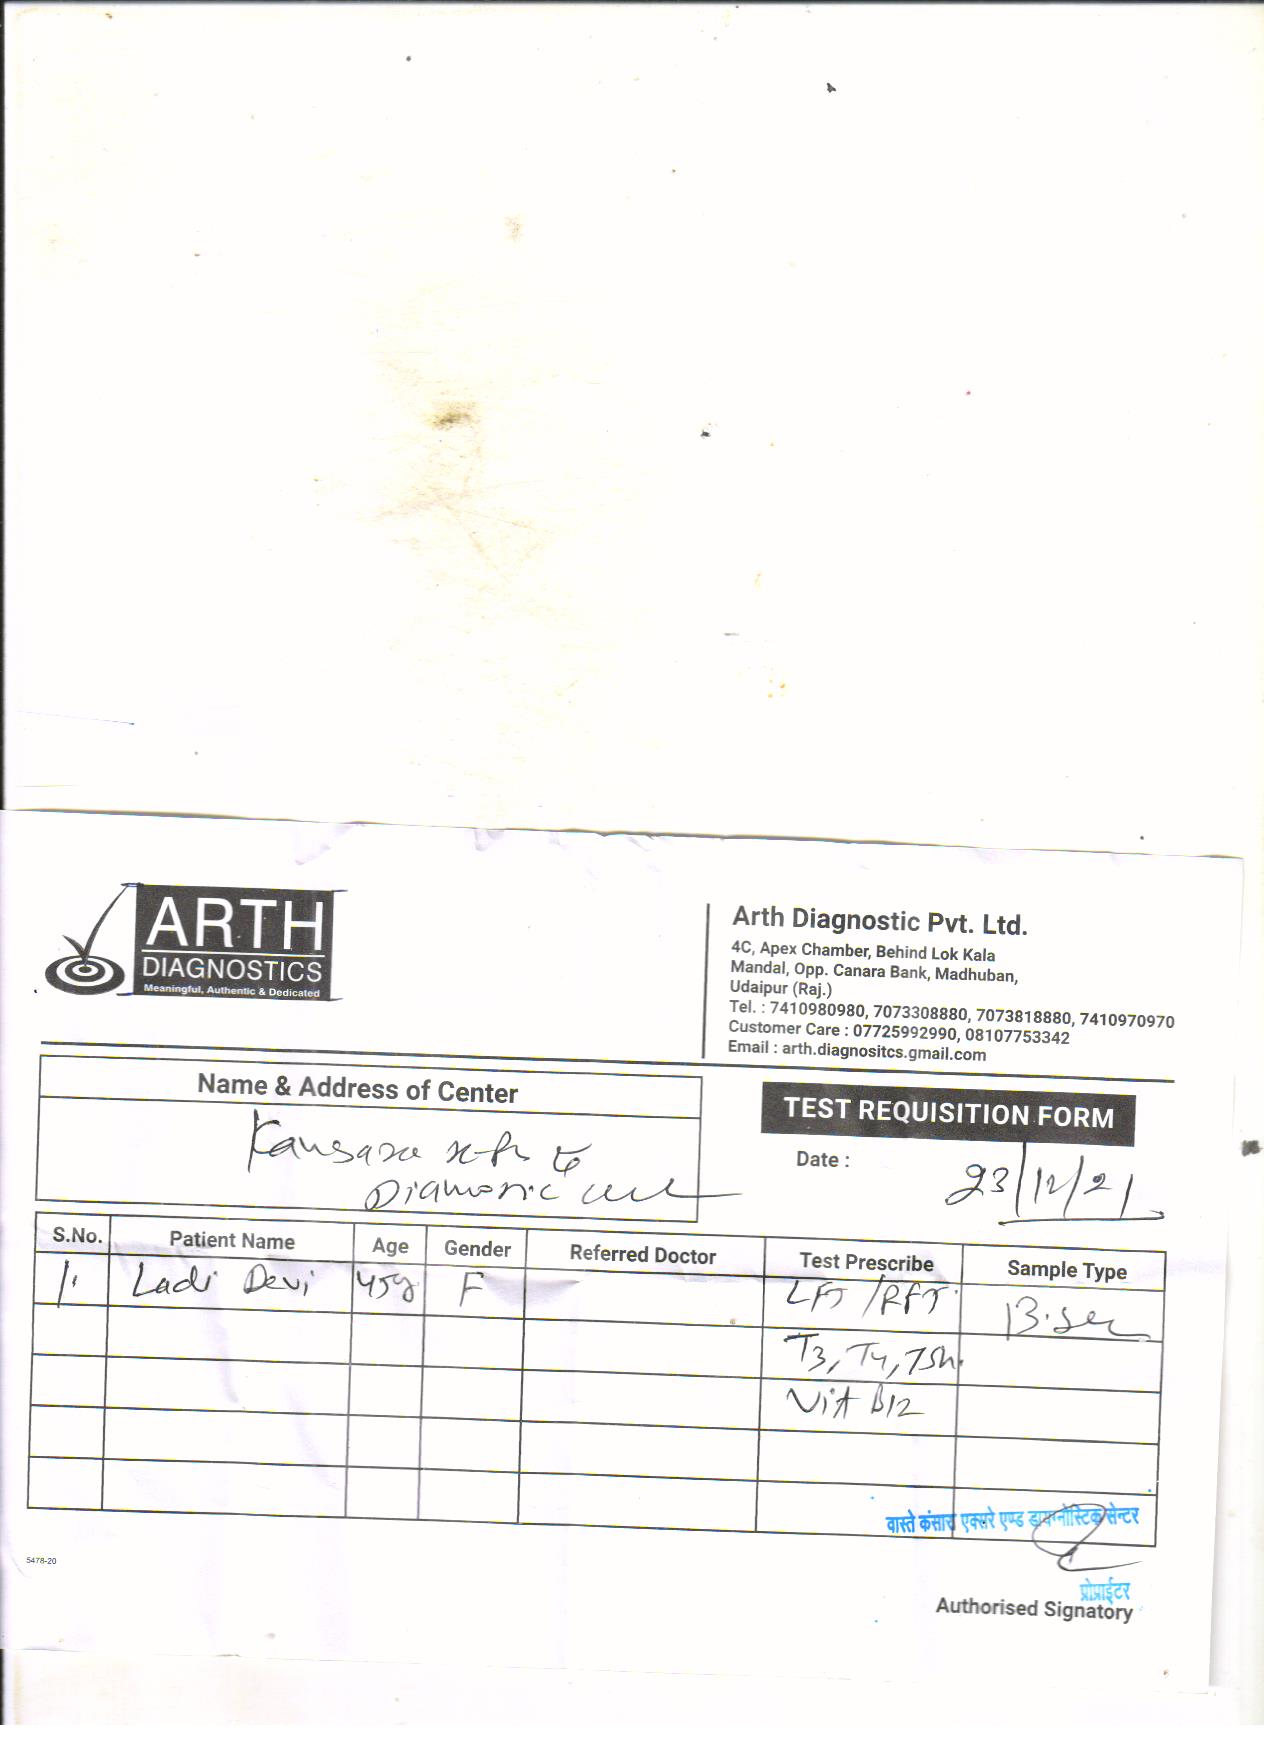 ARTH
DIAGNOSTICS
Meaningful, Authentic & Dedicated
Arth Diagnostic Pvt. Ltd.
4C, Apex Chamber, Behind Lok Kala
Mandal, Opp. Canara Bank, Madhuban,
Udaipur (Raj.)
Tel. : 7410980980, 7073308880, 7073818880, 7410970970
Customer Care : 07725992990, 08107753342
Email : arth.diagnositcs.gmail.com
Name & Address of Center
Kansara
Diagnostic
TEST REQUISITION FORM
Date : 23/12/21
S.No. Patient Name Age Gender Referred Doctor Test Prescribe Sample Type
1. Ladi Devi 45y F LFT/RFT B.Ser
T3, T4, TSH.
Vit B12
वास्ते कंसारा एक्सरे एण्ड डायग्नोस्टिक सेन्टर
प्रोप्राईटर
Authorised Signatory
5478-20